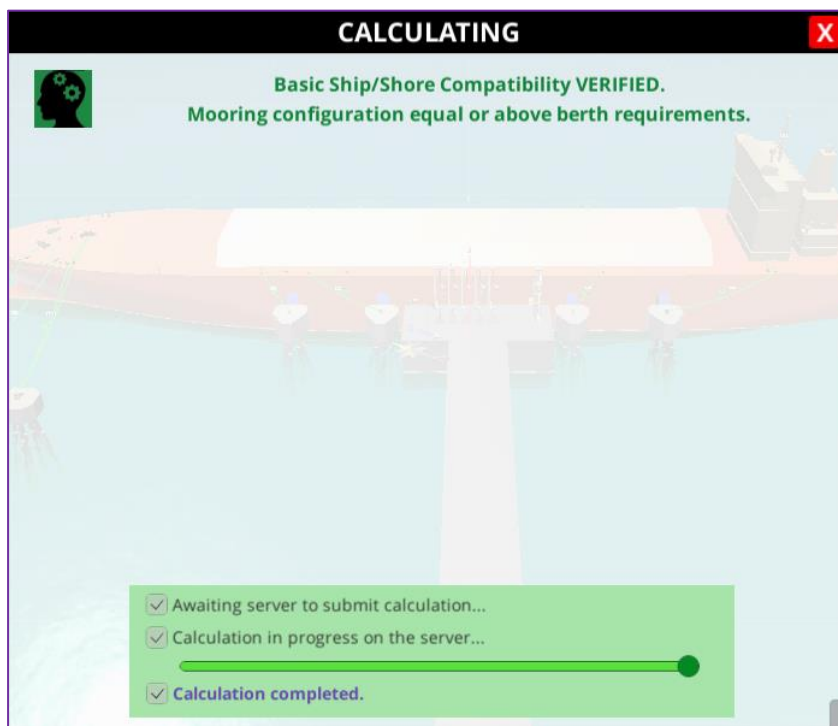 CALCULATING
X
Basic Ship/Shore Compatibility VERIFIED.
Mooring configuration equal or above berth requirements.
Awaiting server to submit calculation...
Calculation in progress on the server...
Calculation completed.